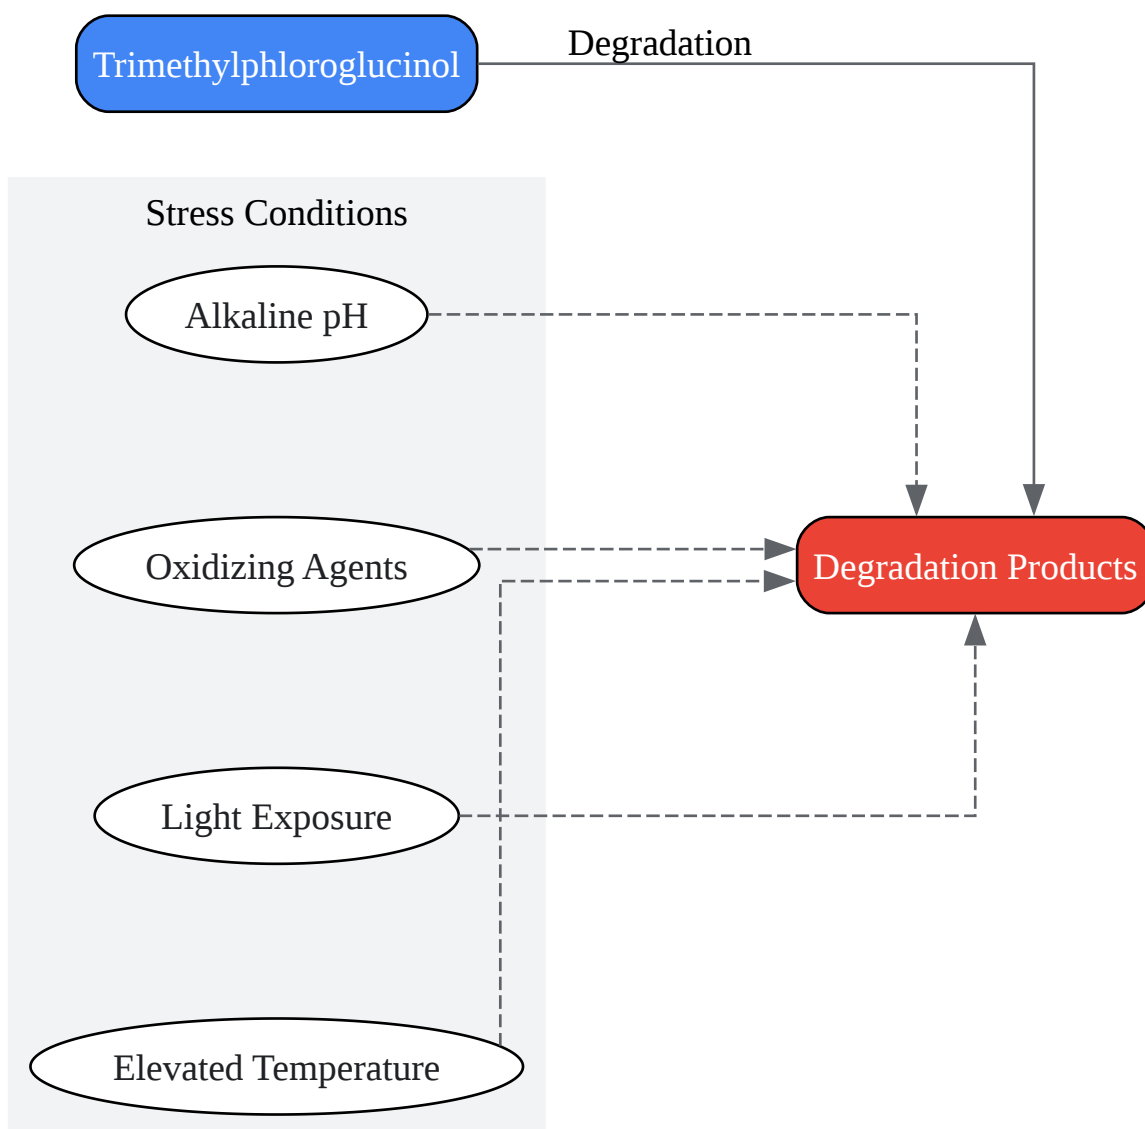 Trimethylphloroglucinol
Degradation
Stress Conditions
Alkaline pH
Oxidizing Agents
Degradation Products
Light Exposure
Elevated Temperature